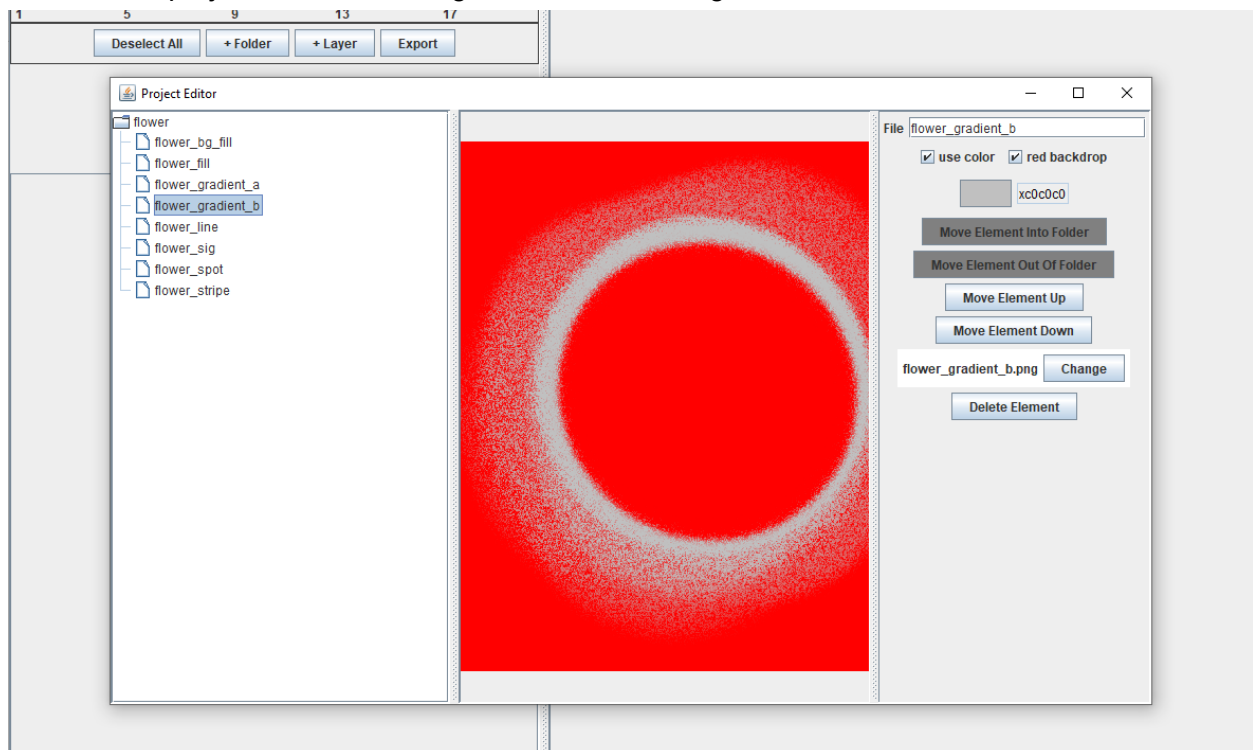 1 5 9 13 17
Deselect All + Folder + Layer Export
Project Editor
flower
flower_bg_fill
flower_fill
flower_gradient_a
flower_gradient_b
flower_line
flower_sig
flower_spot
flower_stripe
File flower_gradient_b
use color red backdrop
xc0c0c0
Move Element Into Folder
Move Element Out Of Folder
Move Element Up
Move Element Down
flower_gradient_b.png Change
Delete Element